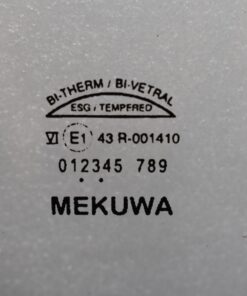 BI-THERM / BI-VETRAL
ESG / TEMPERED
VI E1 43 R-001410
012345 789
MEKUWA